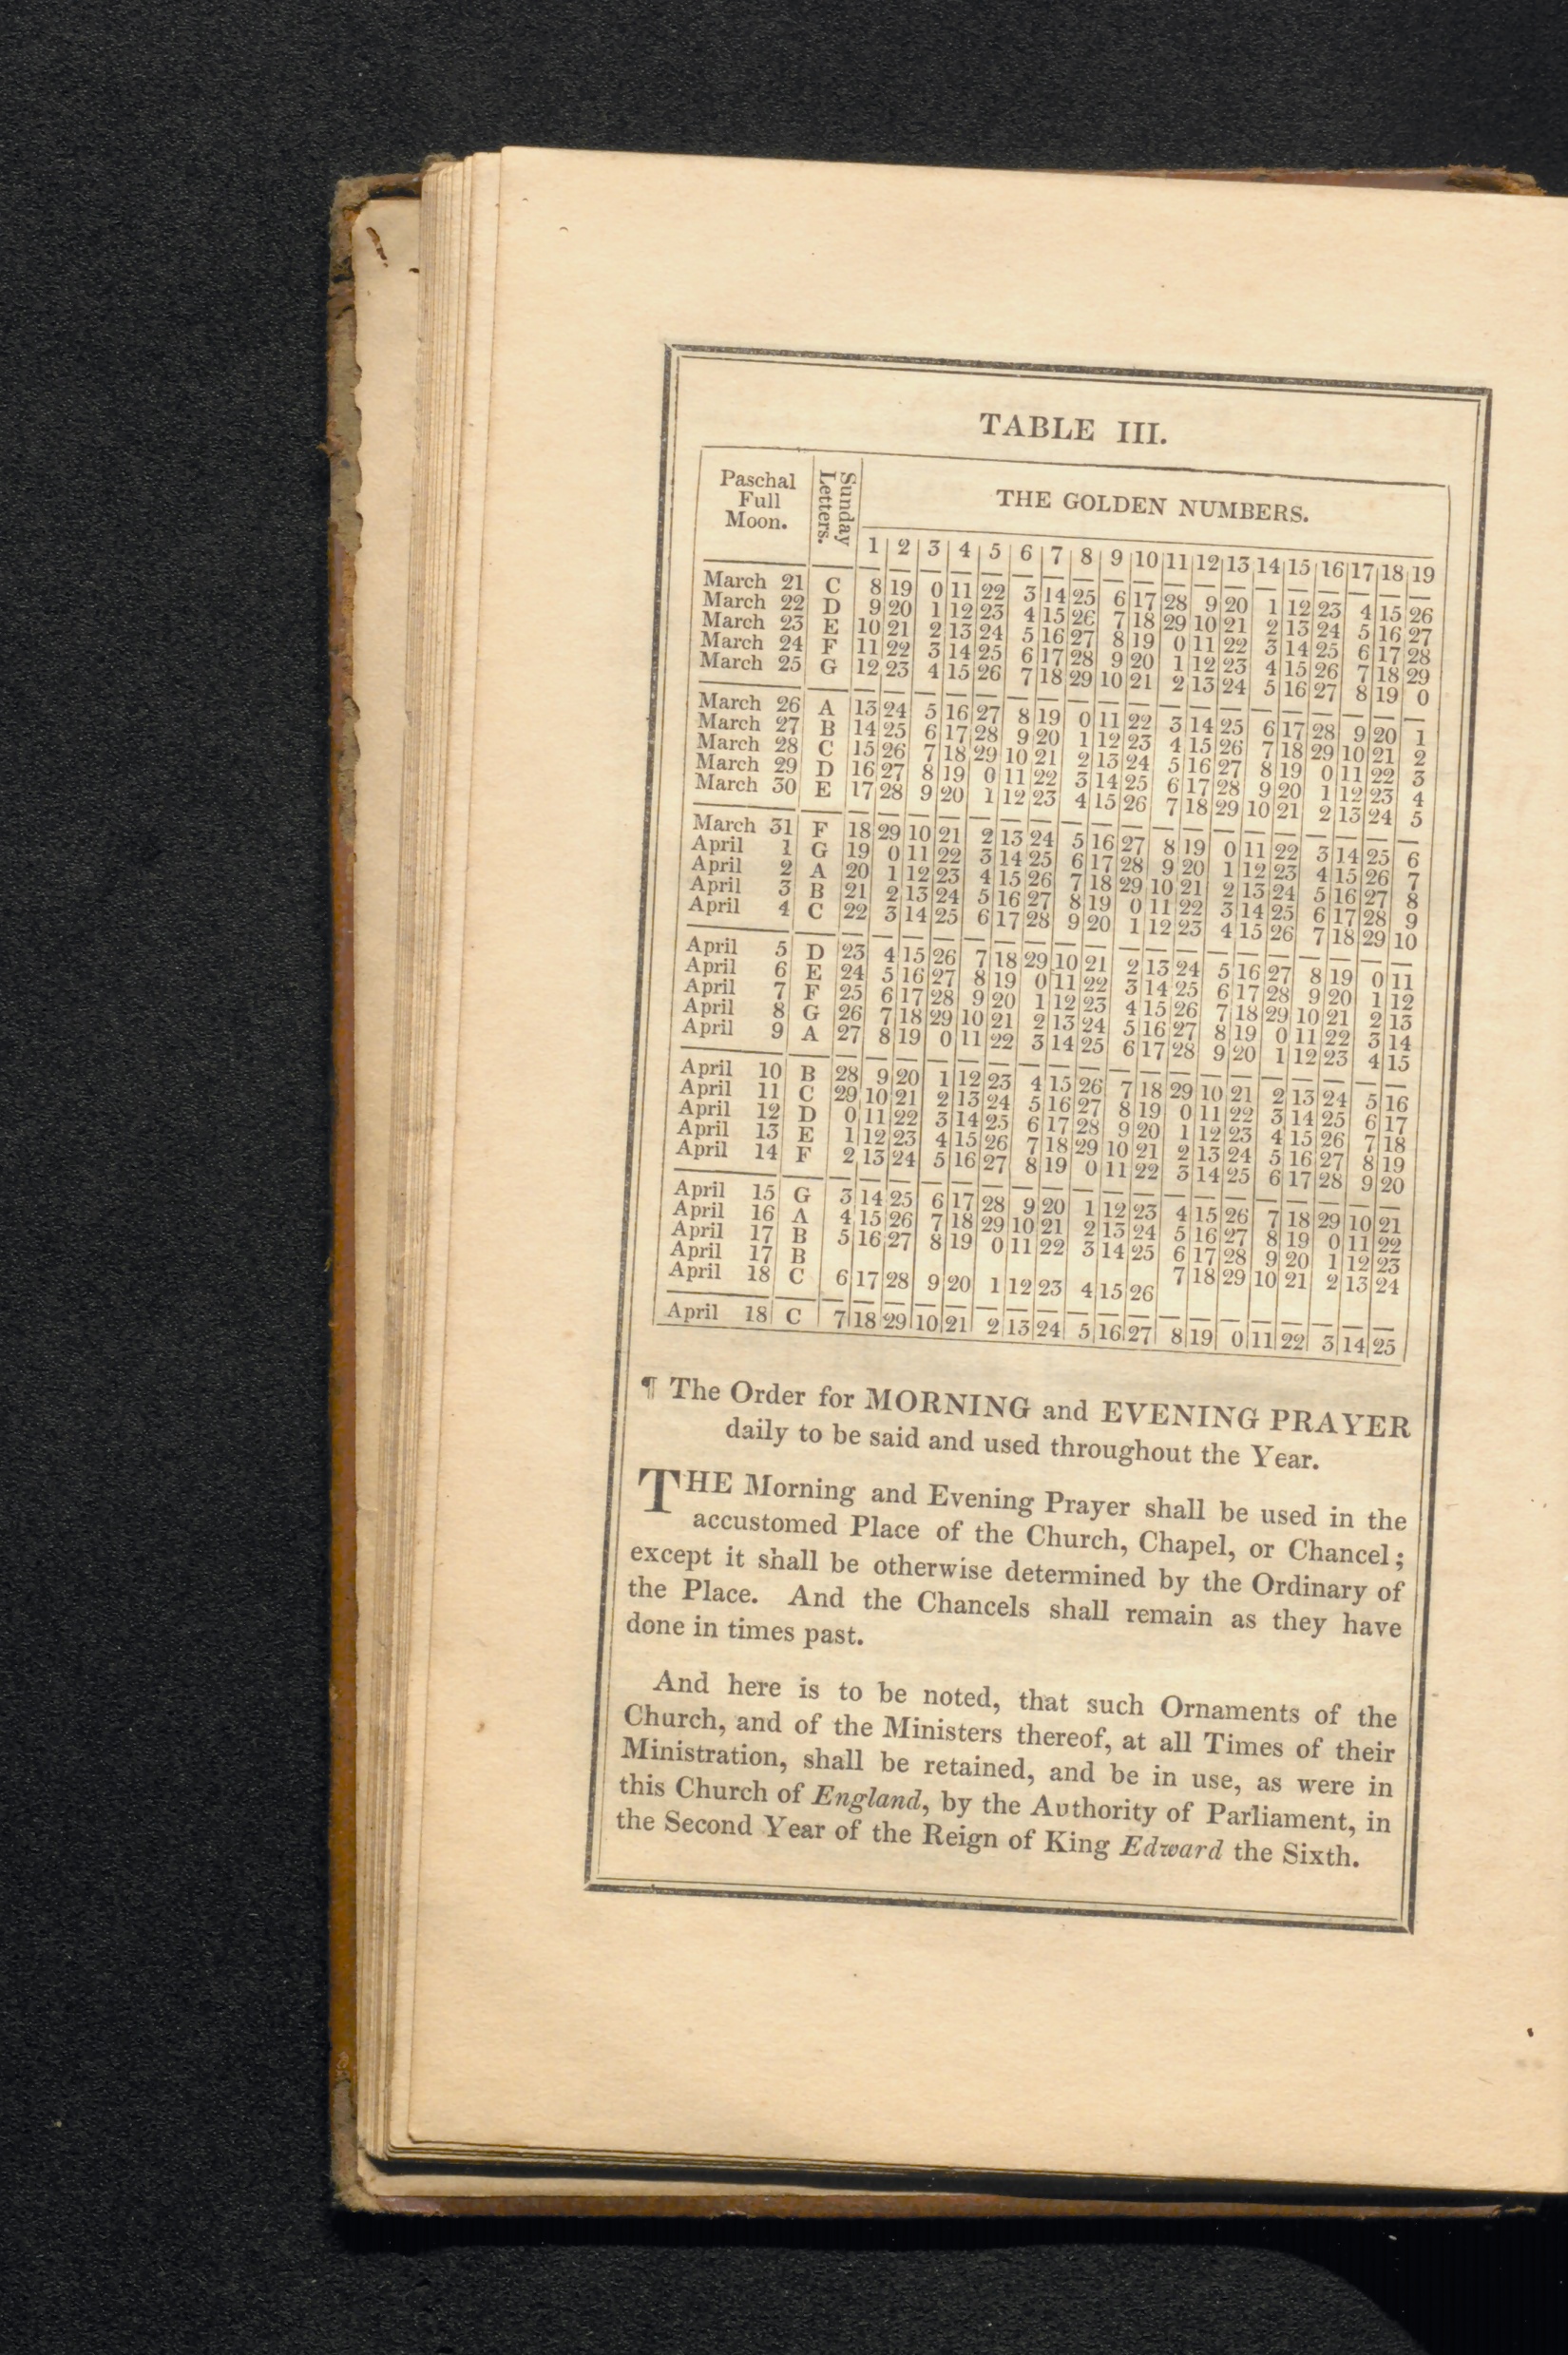 TABLE III.
Paschal Full Moon.
Sunday Letters.
THE GOLDEN NUMBERS.
1 2 3 4 5 6 7 8 9 10 11 12 13 14 15 16 17 18 19
March 21 C 8 19 0 11 22 3 14 25 6 17 28 9 20 1 12 23 4 15 26
March 22 D 9 20 1 12 23 4 15 26 7 18 29 10 21 2 13 24 5 16 27
March 23 E 10 21 2 13 24 5 16 27 8 19 0 11 22 3 14 25 6 17 28
March 24 F 11 22 3 14 25 6 17 28 9 20 1 12 23 4 15 26 7 18 29
March 25 G 12 23 4 15 26 7 18 29 10 21 2 13 24 5 16 27 8 19 0
March 26 A 13 24 5 16 27 8 19 0 11 22 3 14 25 6 17 28 9 20 1
March 27 B 14 25 6 17 28 9 20 1 12 23 4 15 26 7 18 29 10 21 2
March 28 C 15 26 7 18 29 10 21 2 13 24 5 16 27 8 19 0 11 22 3
March 29 D 16 27 8 19 0 11 22 3 14 25 6 17 28 9 20 1 12 23 4
March 30 E 17 28 9 20 1 12 23 4 15 26 7 18 29 10 21 2 13 24 5
March 31 F 18 29 10 21 2 13 24 5 16 27 8 19 0 11 22 3 14 25 6
April 1 G 19 0 11 22 3 14 25 6 17 28 9 20 1 12 23 4 15 26 7
April 2 A 20 1 12 23 4 15 26 7 18 29 10 21 2 13 24 5 16 27 8
April 3 B 21 2 13 24 5 16 27 8 19 0 11 22 3 14 25 6 17 28 9
April 4 C 22 3 14 25 6 17 28 9 20 1 12 23 4 15 26 7 18 29 10
April 5 D 23 4 15 26 7 18 29 10 21 2 13 24 5 16 27 8 19 0 11
April 6 E 24 5 16 27 8 19 0 11 22 3 14 25 6 17 28 9 20 1 12
April 7 F 25 6 17 28 9 20 1 12 23 4 15 26 7 18 29 10 21 2 13
April 8 G 26 7 18 29 10 21 2 13 24 5 16 27 8 19 0 11 22 3 14
April 9 A 27 8 19 0 11 22 3 14 25 6 17 28 9 20 1 12 23 4 15
April 10 B 28 9 20 1 12 23 4 15 26 7 18 29 10 21 2 13 24 5 16
April 11 C 29 10 21 2 13 24 5 16 27 8 19 0 11 22 3 14 25 6 17
April 12 D 0 11 22 3 14 25 6 17 28 9 20 1 12 23 4 15 26 7 18
April 13 E 1 12 23 4 15 26 7 18 29 10 21 2 13 24 5 16 27 8 19
April 14 F 2 13 24 5 16 27 8 19 0 11 22 3 14 25 6 17 28 9 20
April 15 G 3 14 25 6 17 28 9 20 1 12 23 4 15 26 7 18 29 10 21
April 16 A 4 15 26 7 18 29 10 21 2 13 24 5 16 27 8 19 0 11 22
April 17 B 5 16 27 8 19 0 11 22 3 14 25 6 17 28 9 20 1 12 23
April 17 B 7 18 29 10 21 2 13 24
April 18 C 6 17 28 9 20 1 12 23 4 15 26
April 18 C 7 18 29 10 21 2 13 24 5 16 27 8 19 0 11 22 3 14 25
¶ The Order for MORNING and EVENING PRAYER
daily to be said and used throughout the Year.
THE Morning and Evening Prayer shall be used in the
accustomed Place of the Church, Chapel, or Chancel;
except it shall be otherwise determined by the Ordinary of
the Place. And the Chancels shall remain as they have
done in times past.
And here is to be noted, that such Ornaments of the
Church, and of the Ministers thereof, at all Times of their
Ministration, shall be retained, and be in use, as were in
this Church of England, by the Authority of Parliament, in
the Second Year of the Reign of King Edward the Sixth.